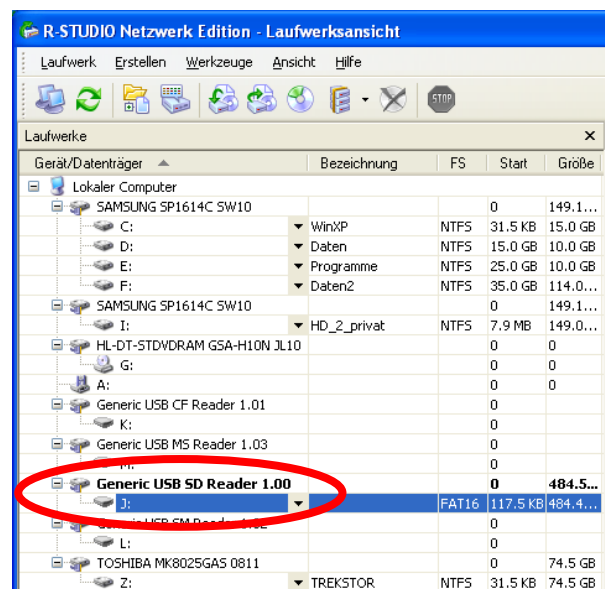 R-STUDIO Netzwerk Edition - Laufwerksansicht
Laufwerk Erstellen Werkzeuge Ansicht Hilfe
STOP
Laufwerke
Gerät/Datenträger Bezeichnung FS Start Größe
Lokaler Computer
SAMSUNG SP1614C SW10 0 149.1...
C: WinXP NTFS 31.5 KB 15.0 GB
D: Daten NTFS 15.0 GB 10.0 GB
E: Programme NTFS 25.0 GB 10.0 GB
F: Daten2 NTFS 35.0 GB 114.0...
SAMSUNG SP1614C SW10 0 149.1...
I: HD_2_privat NTFS 7.9 MB 149.0...
HL-DT-STDVDRAM GSA-H10N JL10 0 0
G: 0 0
A: 0 0
Generic USB CF Reader 1.01 0
K: 0
Generic USB MS Reader 1.03 0
M: 0
Generic USB SD Reader 1.00 0 484.5...
J: FAT16 117.5 KB 484.4...
Generic USB SM Reader 0
L: 0
TOSHIBA MK8025GAS 0811 0 74.5 GB
Z: TREKSTOR NTFS 31.5 KB 74.5 GB